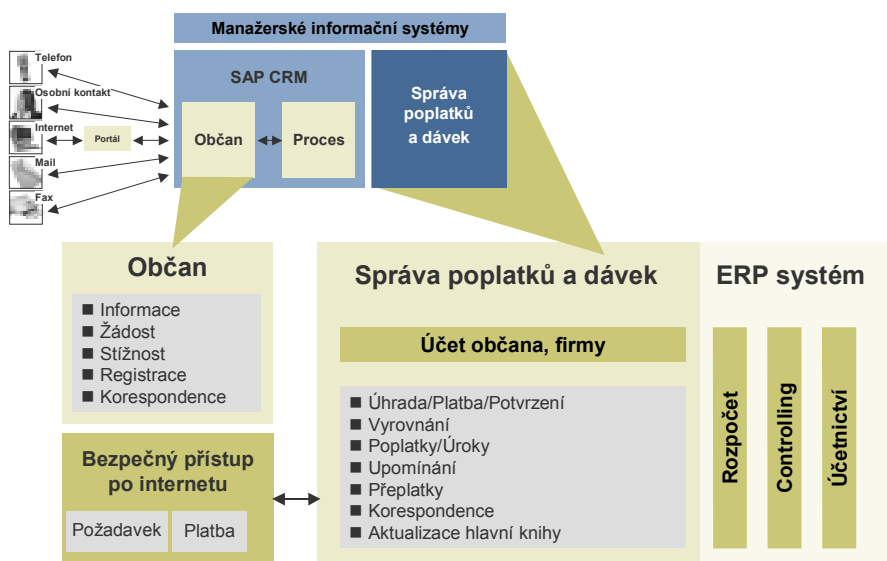 Manažerské informační systémy
Telefon
Osobní kontakt
Internet
Mail
Fax
Portál
SAP CRM
Občan
Proces
Správa
poplatků
a dávek
Občan
Informace
Žádost
Stížnost
Registrace
Korespondence
Bezpečný přístup
po internetu
Požadavek
Platba
Správa poplatků a dávek
Účet občana, firmy
Úhrada/Platba/Potvrzení
Vyrovnání
Poplatky/Úroky
Upomínání
Přeplatky
Korespondence
Aktualizace hlavní knihy
ERP systém
Rozpočet
Controlling
Účetnictví